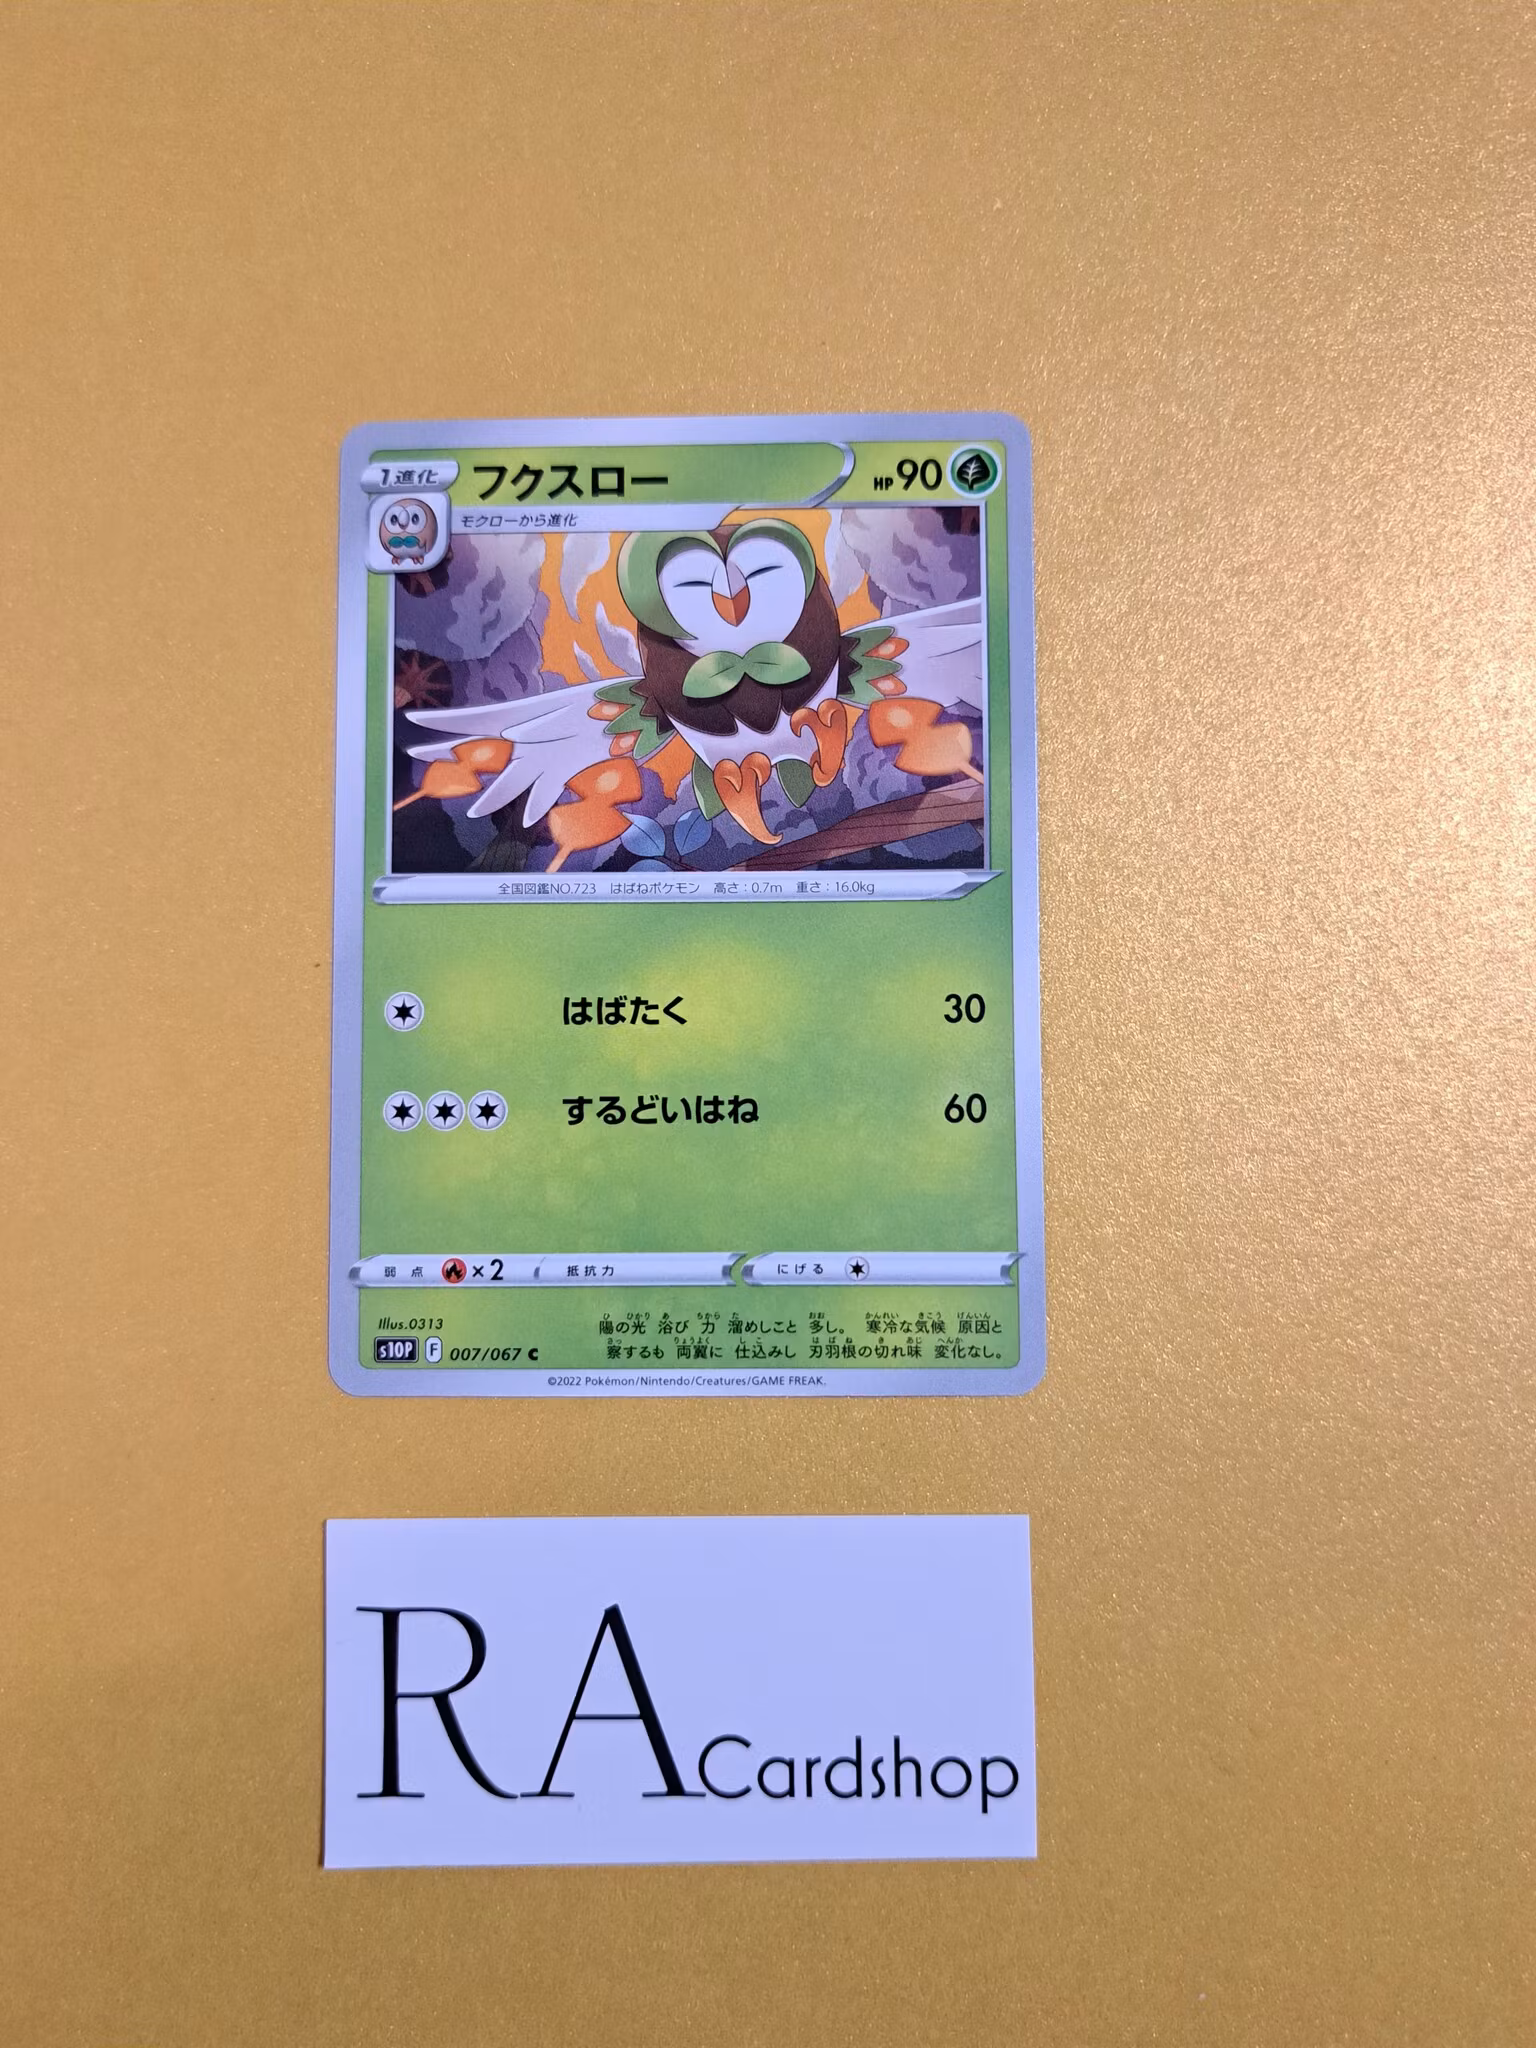 1進化
フクスロー
HP90
モクローから進化
全国図鑑NO.723 はばねポケモン 高さ:0.7m 重さ:16.0kg
はばたく 30
するどいはね 60
弱点 ×2 抵抗力 にげる
Illus.0313
陽の光 浴び 力 溜めしこと 多し。 寒冷な気候 原因と
察するも 両翼に 仕込みし 刃羽根の切れ味 変化なし。
s10P F 007/067 C
©2022 Pokémon/Nintendo/Creatures/GAME FREAK.
RA Cardshop